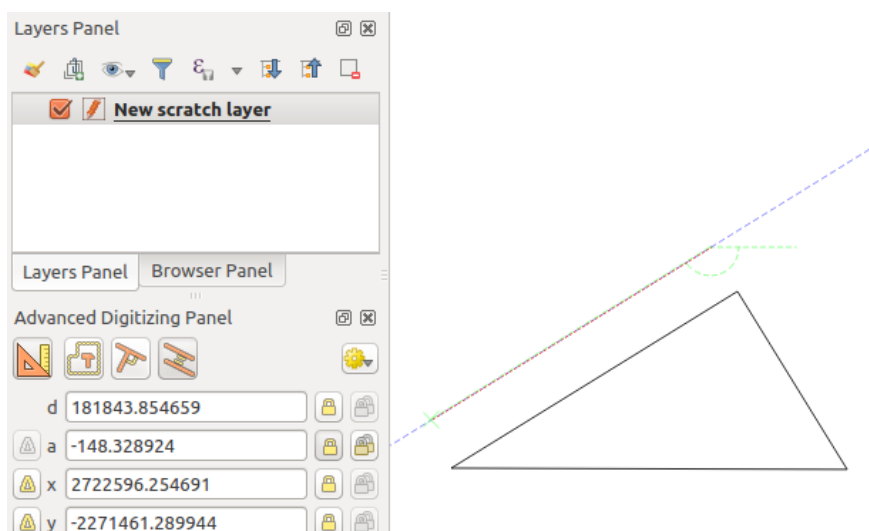 Layers Panel
New scratch layer
Layers Panel Browser Panel
Advanced Digitizing Panel
d 181843.854659
a -148.328924
x 2722596.254691
y -2271461.289944